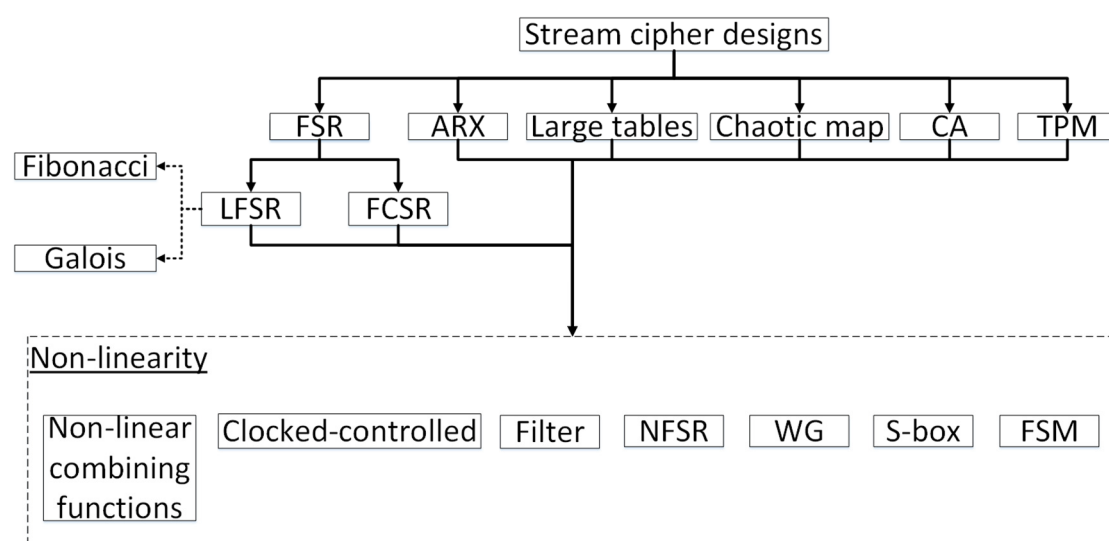 Stream cipher designs
FSR
ARX
Large tables
Chaotic map
CA
TPM
Fibonacci
LFSR
FCSR
Galois
Non-linearity
Non-linear
combining
functions
Clocked-controlled
Filter
NFSR
WG
S-box
FSM